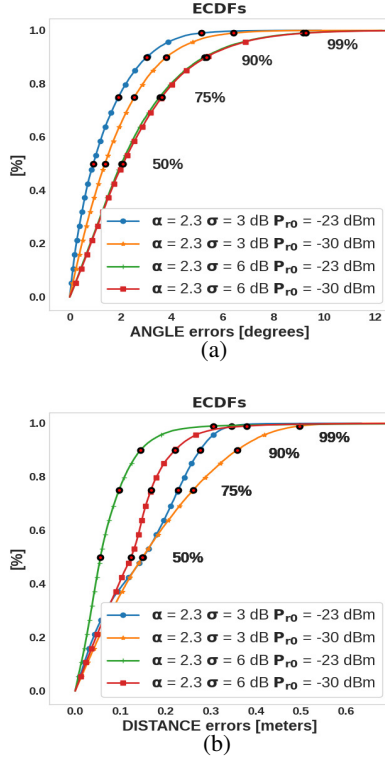 ECDFs
1.0
0.8
0.6
0.4
0.2
0.0
[%]
99%
90%
75%
50%
α = 2.3 σ = 3 dB Pr0 = -23 dBm
α = 2.3 σ = 3 dB Pr0 = -30 dBm
α = 2.3 σ = 6 dB Pr0 = -23 dBm
α = 2.3 σ = 6 dB Pr0 = -30 dBm
0 2 4 6 8 10 12
ANGLE errors [degrees]
(a)
ECDFs
1.0
0.8
0.6
0.4
0.2
0.0
[%]
99%
90%
75%
50%
α = 2.3 σ = 3 dB Pr0 = -23 dBm
α = 2.3 σ = 3 dB Pr0 = -30 dBm
α = 2.3 σ = 6 dB Pr0 = -23 dBm
α = 2.3 σ = 6 dB Pr0 = -30 dBm
0.0 0.1 0.2 0.3 0.4 0.5 0.6
DISTANCE errors [meters]
(b)